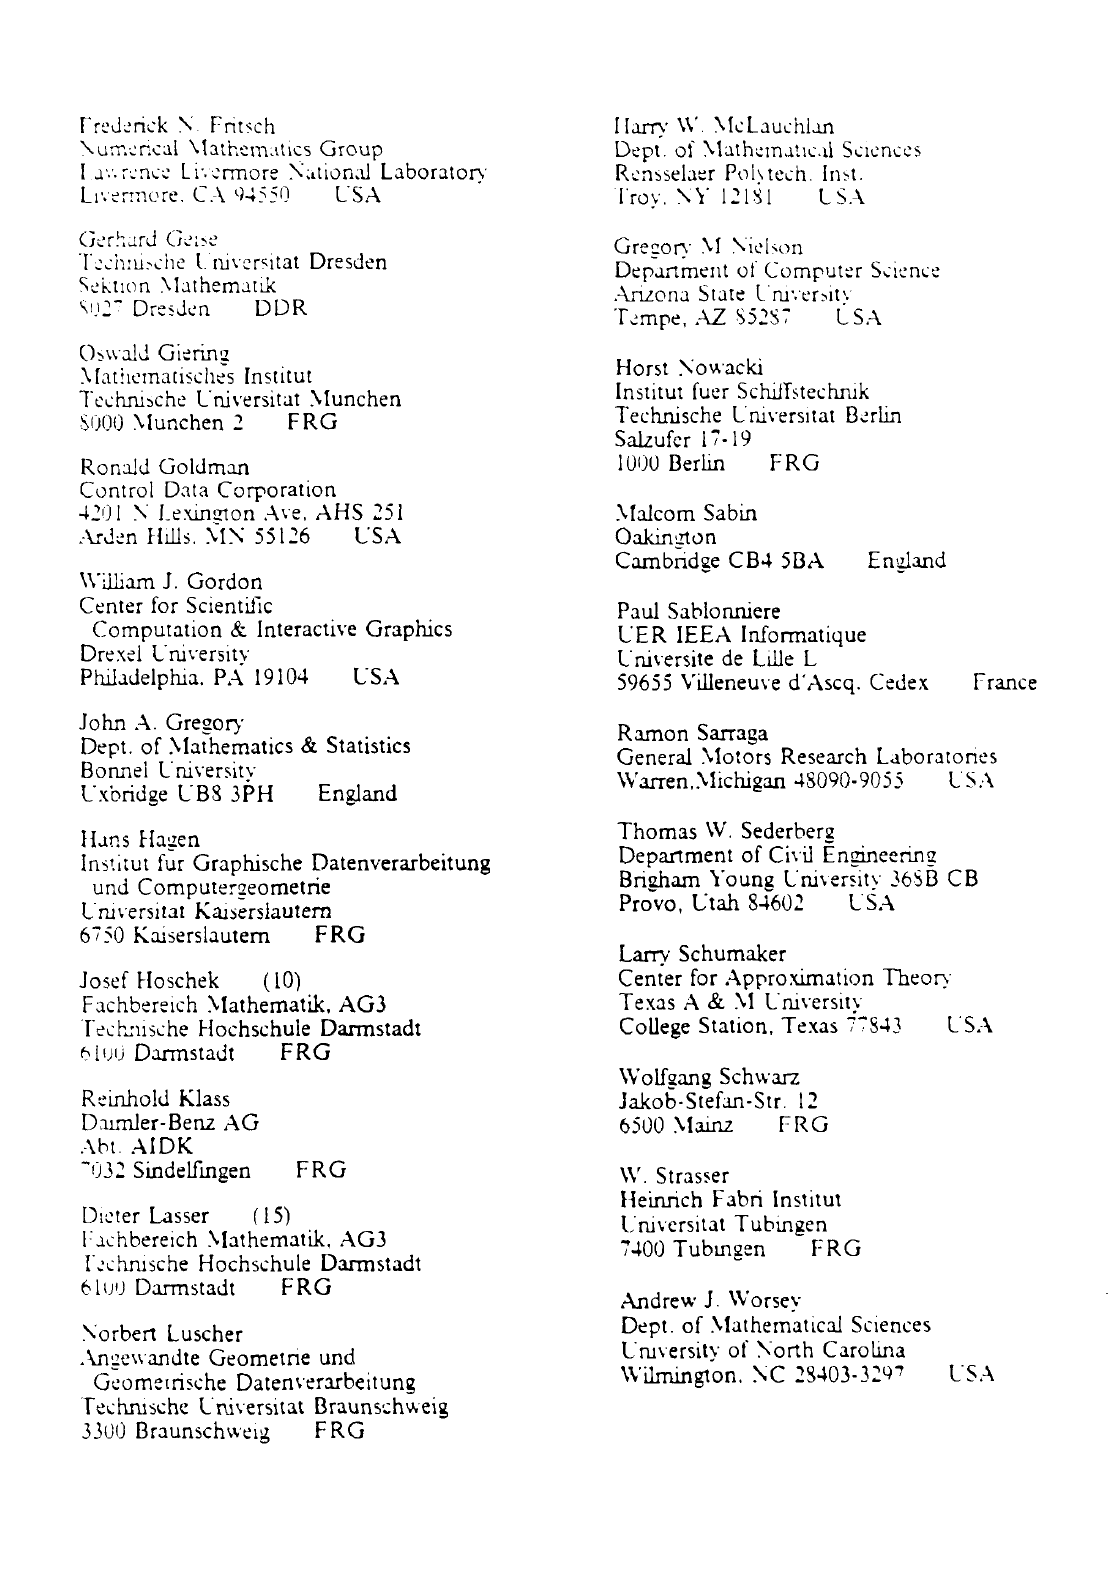 Frederick N. Fritsch
Numerical Mathematics Group
Lawrence Livermore National Laboratory
Livermore, CA 94550 USA
Gerhard Geise
Technische Universitat Dresden
Sektion Mathematik
8027 Dresden DDR
Oswald Giering
Mathematisches Institut
Technische Universitat Munchen
8000 Munchen 2 FRG
Ronald Goldman
Control Data Corporation
4201 N Lexington Ave, AHS 251
Arden Hills, MN 55126 USA
William J. Gordon
Center for Scientific
Computation & Interactive Graphics
Drexel University
Philadelphia, PA 19104 USA
John A. Gregory
Dept. of Mathematics & Statistics
Bonnel University
Uxbridge UB8 3PH England
Hans Hagen
Institut fur Graphische Datenverarbeitung
und Computergeometrie
Universitat Kaiserslautern
6750 Kaiserslautern FRG
Josef Hoschek (10)
Fachbereich Mathematik, AG3
Technische Hochschule Darmstadt
6100 Darmstadt FRG
Reinhold Klass
Daimler-Benz AG
Abt. AIDK
7032 Sindelfingen FRG
Dieter Lasser (15)
Fachbereich Mathematik, AG3
Technische Hochschule Darmstadt
6100 Darmstadt FRG
Norbert Luscher
Angewandte Geometrie und
Geometrische Datenverarbeitung
Technische Universitat Braunschweig
3300 Braunschweig FRG
Harry W. McLauchlan
Dept. of Mathematical Sciences
Rensselaer Polytech. Inst.
Troy, NY 12181 USA
Gregory M Nielson
Department of Computer Science
Arizona State University
Tempe, AZ 85287 USA
Horst Nowacki
Institut fuer Schiffstechnik
Technische Universitat Berlin
Salzufer 17-19
1000 Berlin FRG
Malcom Sabin
Oakington
Cambridge CB4 5BA England
Paul Sablonniere
UER IEEA Informatique
Universite de Lille L
59655 Villeneuve d'Ascq. Cedex France
Ramon Sarraga
General Motors Research Laboratories
Warren,Michigan 48090-9055 USA
Thomas W. Sederberg
Department of Civil Engineering
Brigham Young University 368B CB
Provo, Utah 84602 USA
Larry Schumaker
Center for Approximation Theory
Texas A & M University
College Station, Texas 77843 USA
Wolfgang Schwarz
Jakob-Stefan-Str. 12
6500 Mainz FRG
W. Strasser
Heinrich Fabri Institut
Universitat Tubingen
7400 Tubingen FRG
Andrew J. Worsey
Dept. of Mathematical Sciences
University of North Carolina
Wilmington, NC 28403-3297 USA